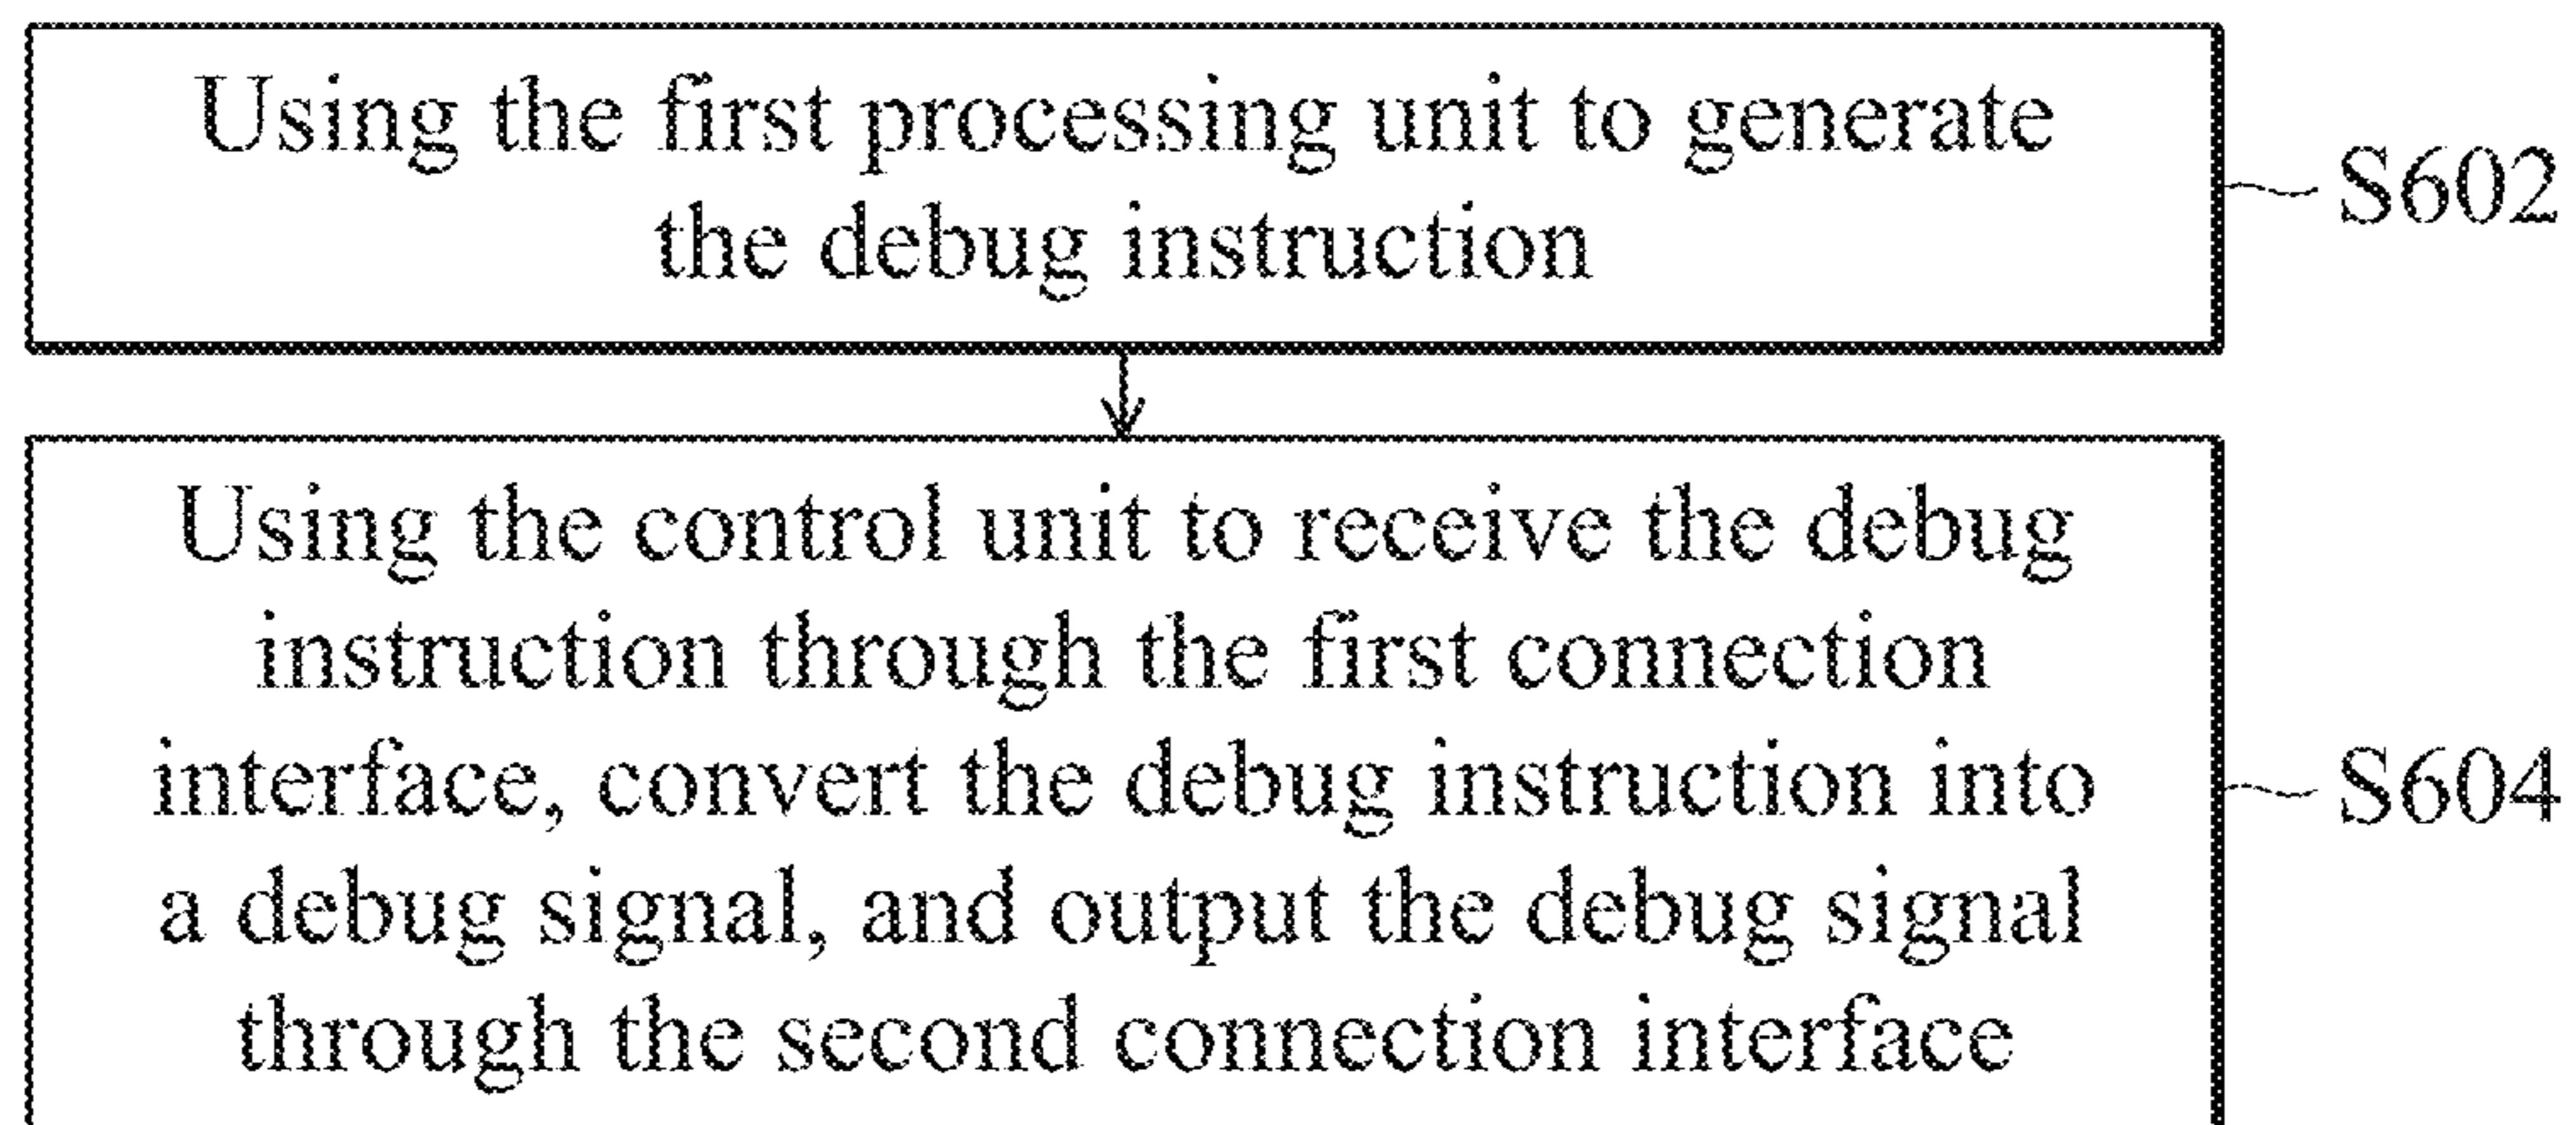 Using the first processing unit to generate
the debug instruction
S602
Using the control unit to receive the debug
instruction through the first connection
interface, convert the debug instruction into
a debug signal, and output the debug signal
through the second connection interface
S604